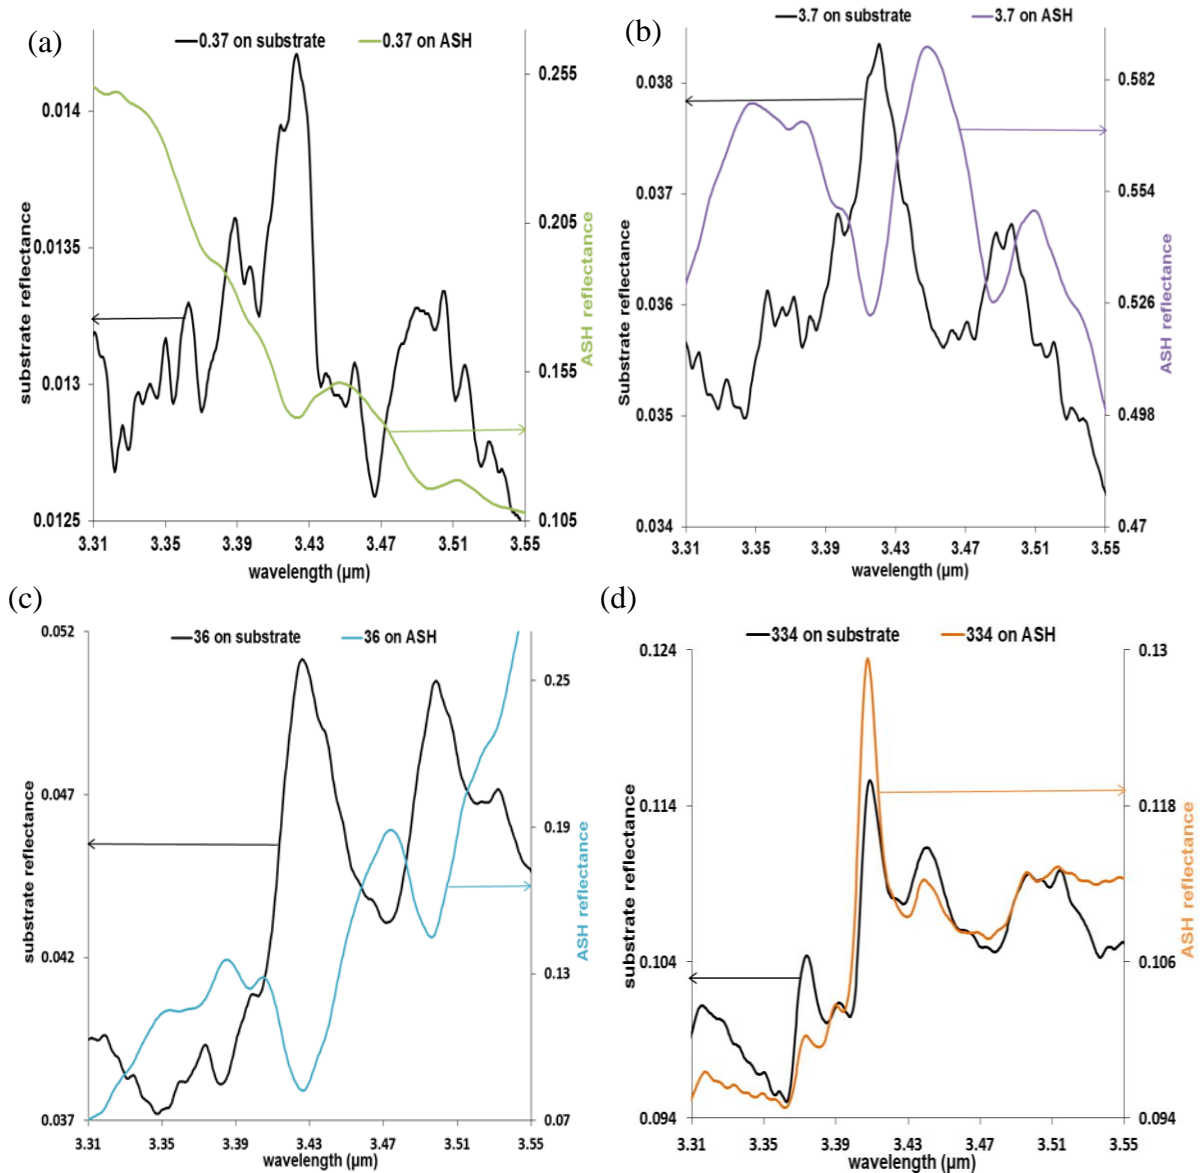 (a)
0.37 on substrate
0.37 on ASH
substrate reflectance
0.014
0.0135
0.013
0.0125
0.255
0.205
0.155
0.105
ASH reflectance
3.31 3.35 3.39 3.43 3.47 3.51 3.55
wavelength (µm)
(b)
3.7 on substrate
3.7 on ASH
Substrate reflectance
0.038
0.037
0.036
0.035
0.034
0.582
0.554
0.526
0.498
0.47
ASH reflectance
3.31 3.35 3.39 3.43 3.47 3.51 3.55
wavelength (µm)
(c)
36 on substrate
36 on ASH
substrate reflectance
0.052
0.047
0.042
0.037
0.25
0.19
0.13
0.07
ASH reflectance
3.31 3.35 3.39 3.43 3.47 3.51 3.55
wavelength (µm)
(d)
334 on substrate
334 on ASH
substrate reflectance
0.124
0.114
0.104
0.094
0.13
0.118
0.106
0.094
ASH reflectance
3.31 3.35 3.39 3.43 3.47 3.51 3.55
wavelength (µm)